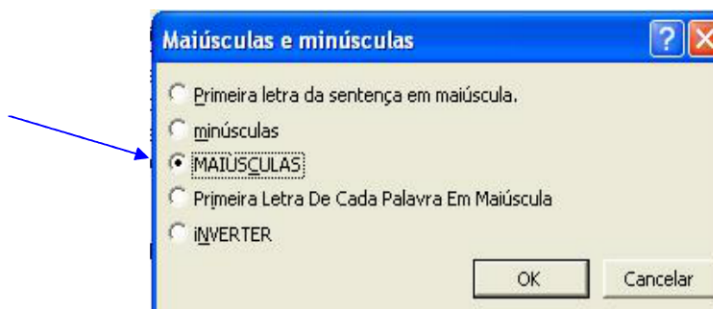 Maiúsculas e minúsculas
Primeira letra da sentença em maiúscula.
minúsculas
MAIÚSCULAS
Primeira Letra De Cada Palavra Em Maiúscula
iNVERTER
OK Cancelar